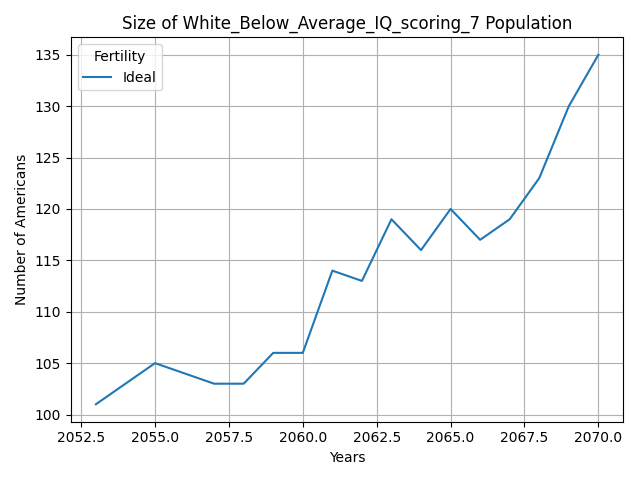 Size of White_Below_Average_IQ_scoring_7 Population
Fertility
Ideal
Number of Americans
135
130
125
120
115
110
105
100
2052.5 2055.0 2057.5 2060.0 2062.5 2065.0 2067.5 2070.0
Years